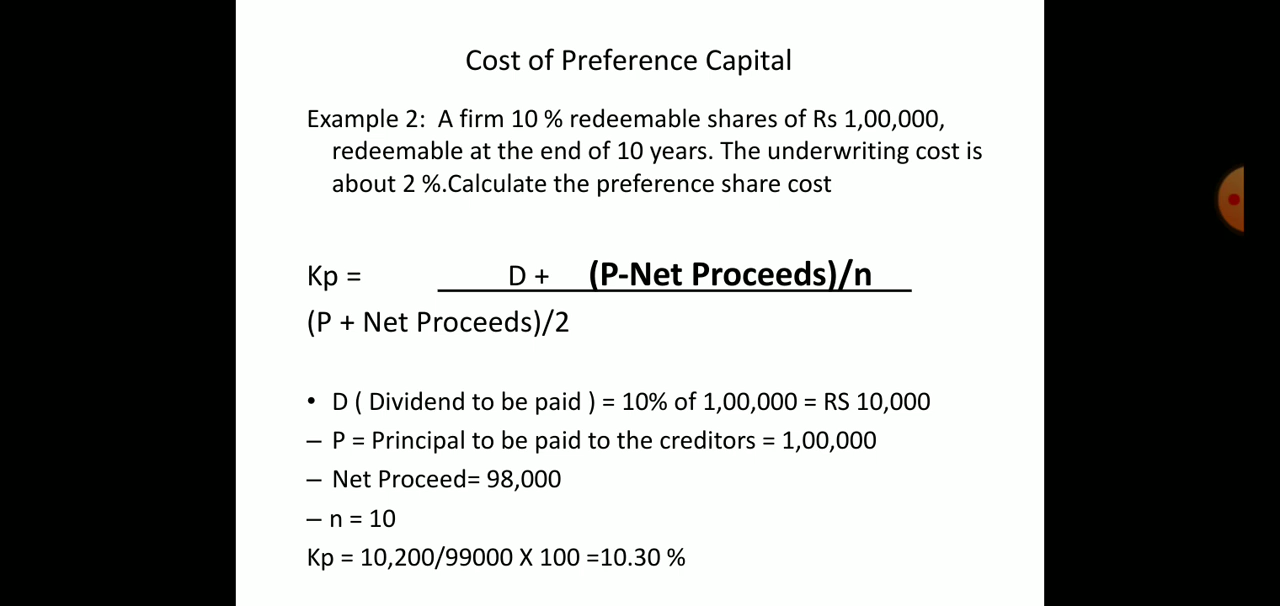 Cost of Preference Capital
Example 2: A firm 10 % redeemable shares of Rs 1,00,000,
redeemable at the end of 10 years. The underwriting cost is
about 2 %.Calculate the preference share cost
Kp = D + (P-Net Proceeds)/n
(P + Net Proceeds)/2
• D ( Dividend to be paid ) = 10% of 1,00,000 = RS 10,000
– P = Principal to be paid to the creditors = 1,00,000
– Net Proceed= 98,000
– n = 10
Kp = 10,200/99000 X 100 =10.30 %